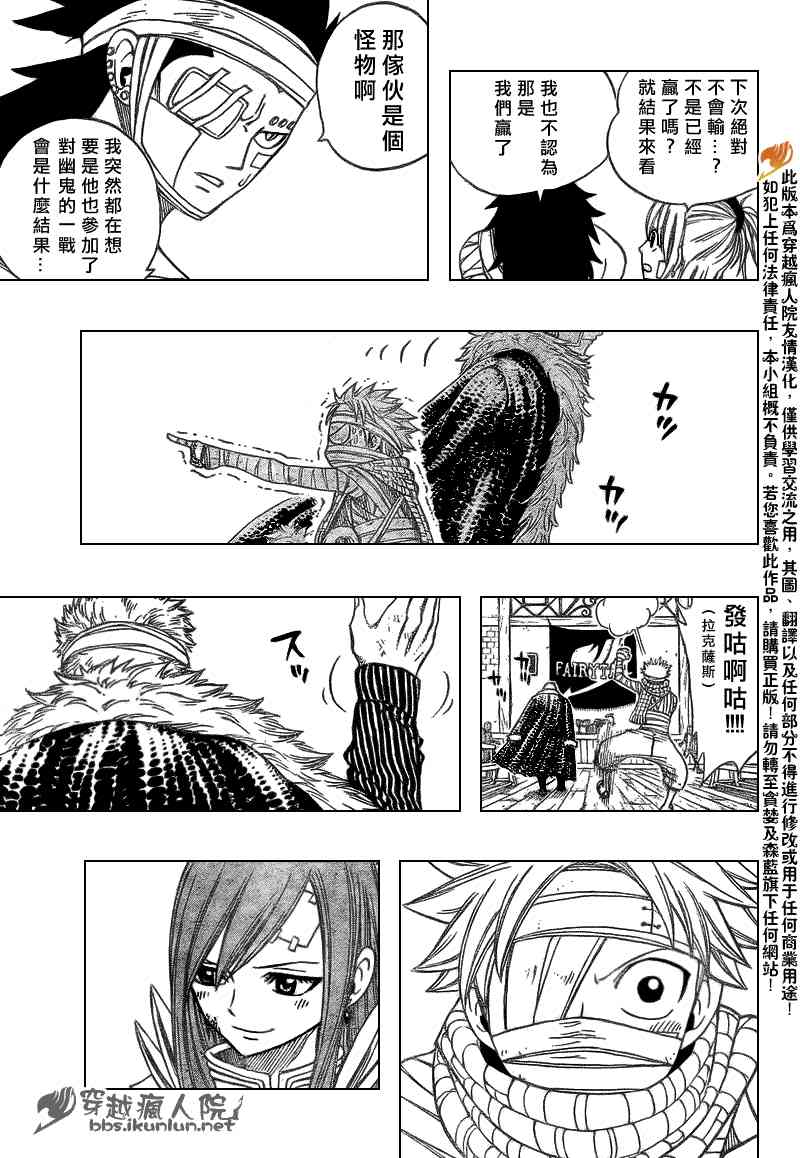 下次絕對
不會輸…?
不是已經
贏了嗎?
就結果來看
我也不認為
那是
我們贏了
那傢伙是個
怪物啊
我突然都在想
要是他也參加了
對幽鬼的一戰
會是什麼結果…
カツ
カツ
發咕啊咕!!!!
(拉克薩斯)
FAIRYTA
スッ
此版本爲穿越瘋人院友情漢化，僅供學習交流之用，其圖、翻譯以及任何部分不得進行修改或用于任何商業用途！
如犯上任何法律責任，本小組概不負責。若您喜歡此作品，請購買正版！請勿轉至貪婪及森藍旗下任何網站！
穿越瘋人院
bbs.ikunlun.net